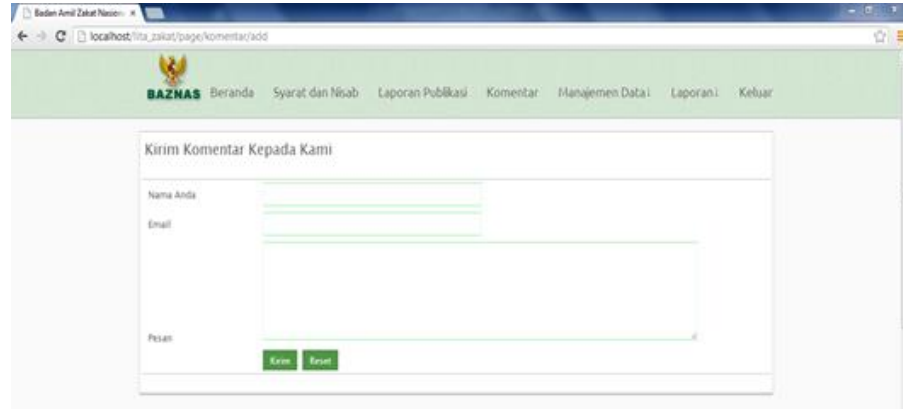 Badan Amil Zakat Nasion
localhost/lita_zakat/page/komentar/add
BAZNAS Beranda Syarat dan Nisab Laporan Publikasi Komentar Manajemen Data↓ Laporan↓ Keluar
Kirim Komentar Kepada Kami
Nama Anda
Email
Pesan
Kirim Reset